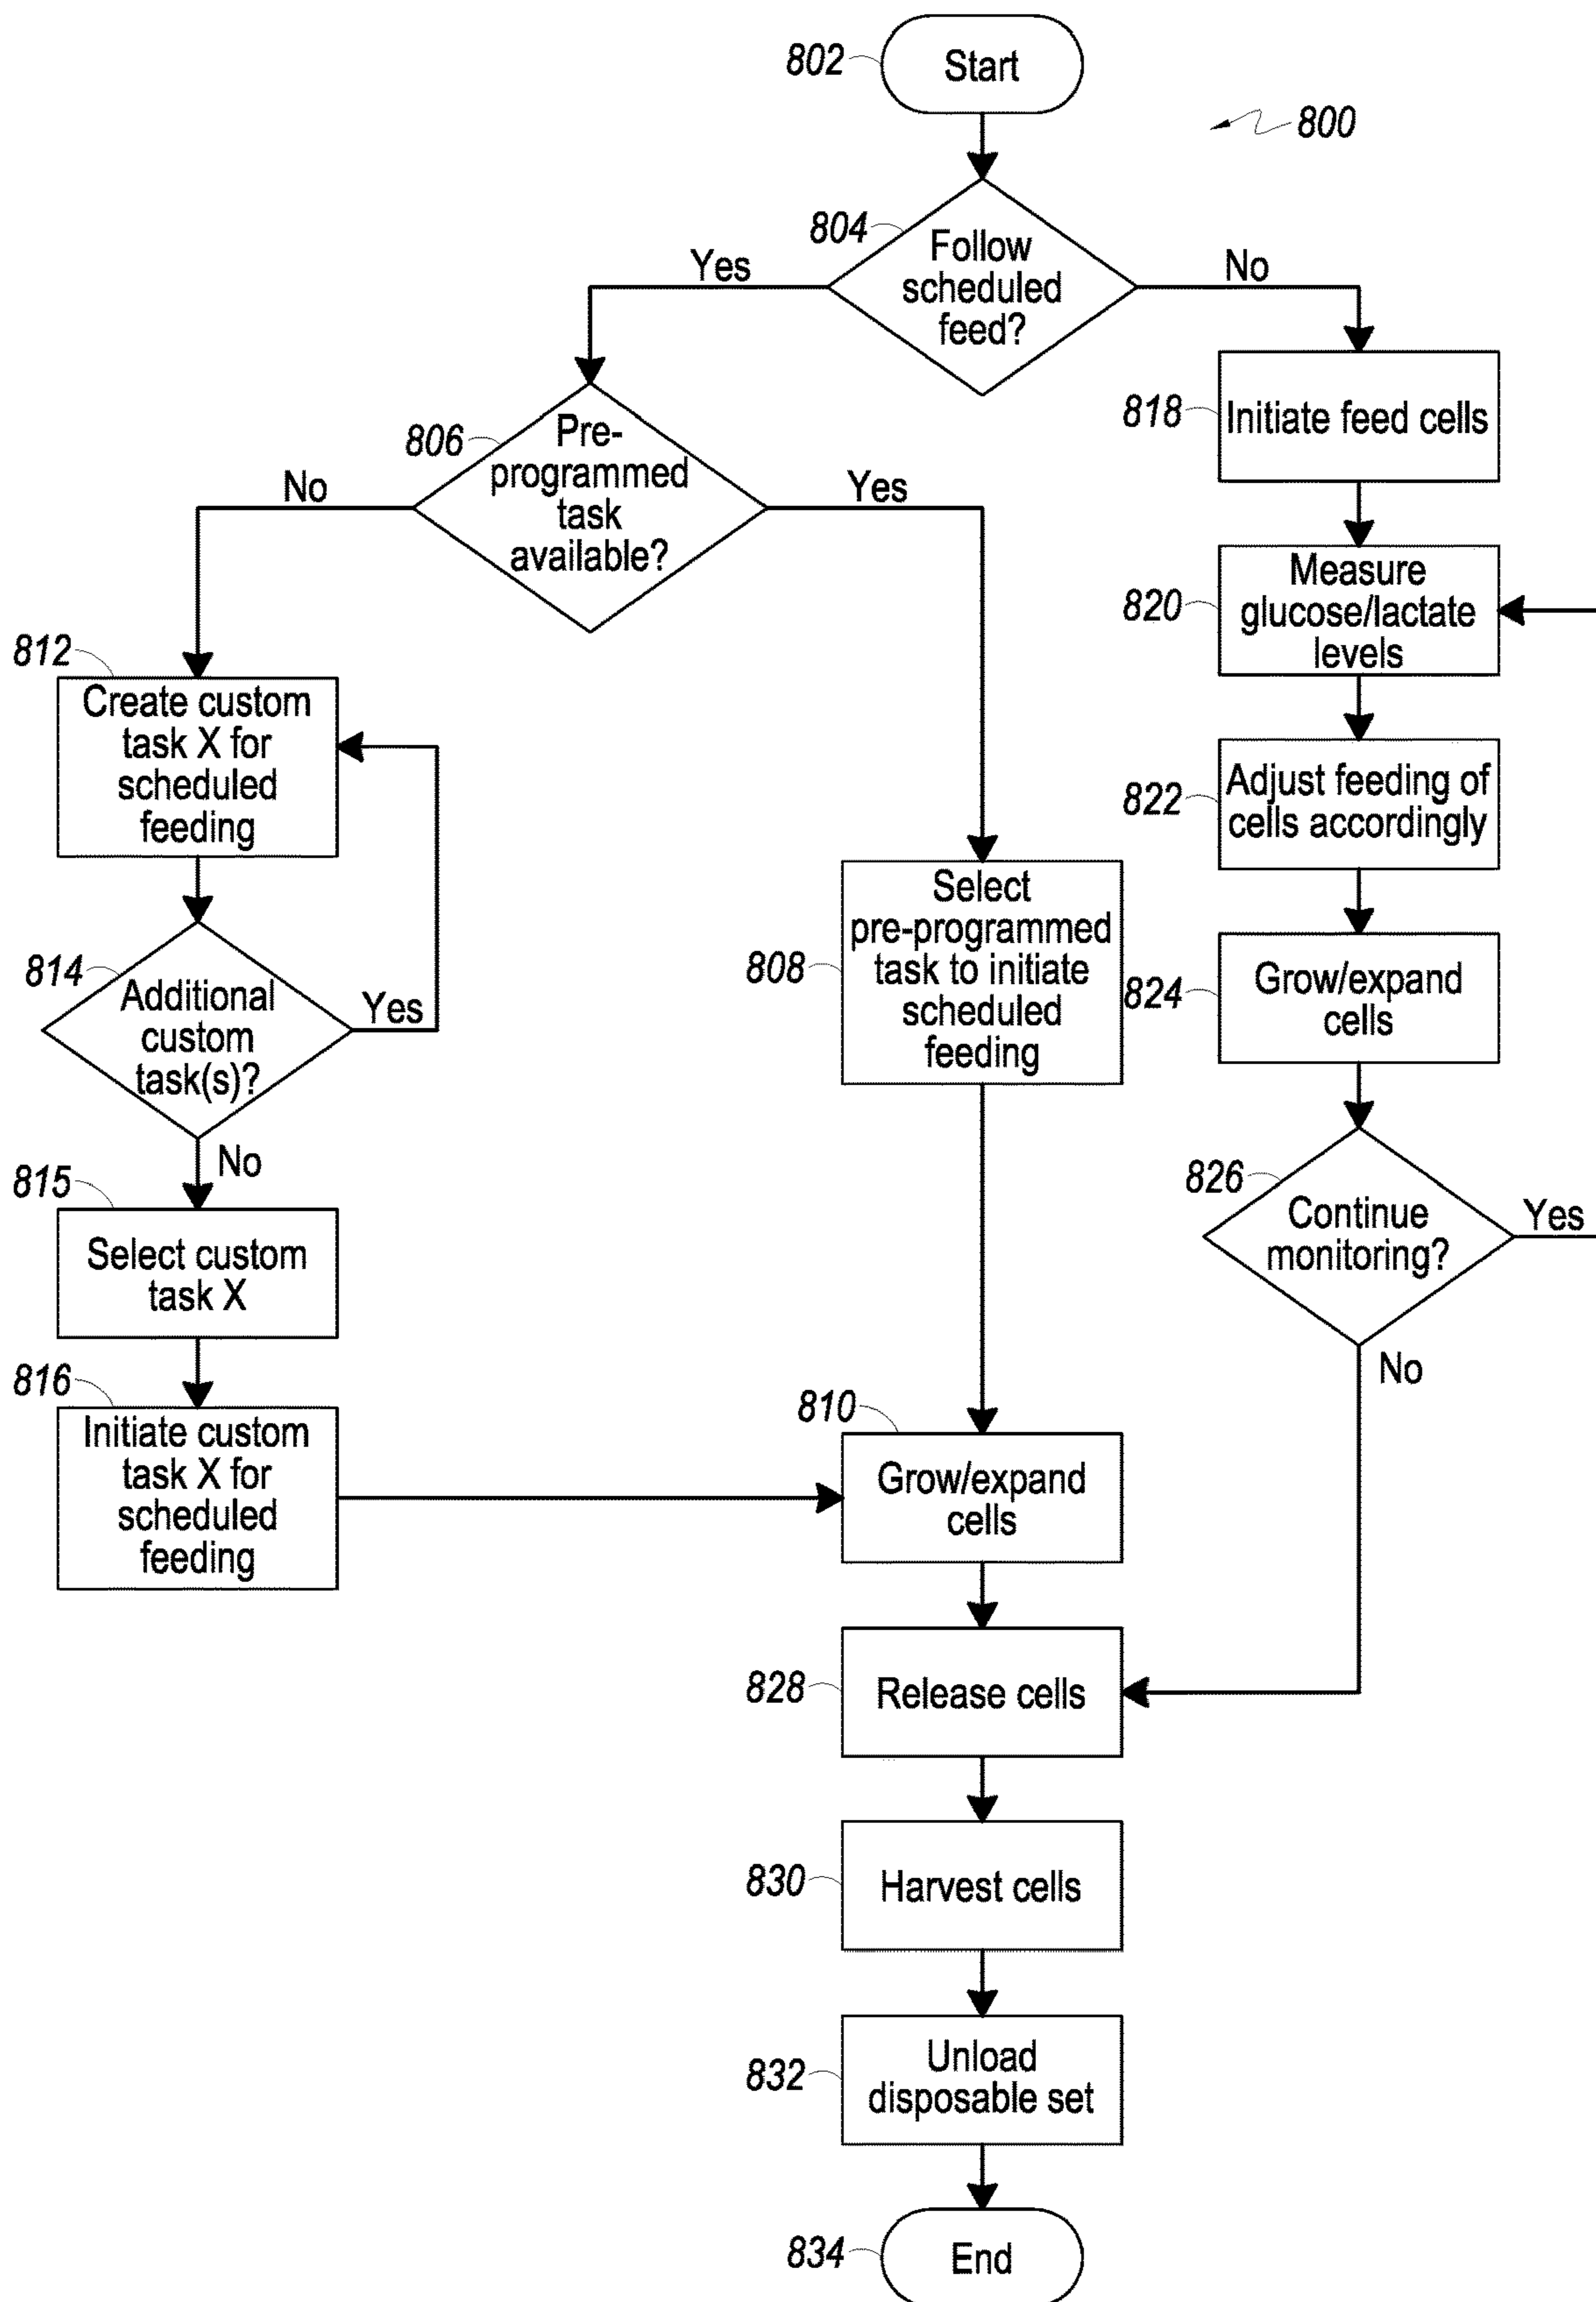 802
Start
800
804
Follow
scheduled
feed?
Yes
No
806
Pre-
programmed
task
available?
No
Yes
818
Initiate feed cells
820
Measure
glucose/lactate
levels
812
Create custom
task X for
scheduled
feeding
822
Adjust feeding of
cells accordingly
808
Select
pre-programmed
task to initiate
scheduled
feeding
824
Grow/expand
cells
814
Additional
custom
task(s)?
Yes
No
826
Continue
monitoring?
Yes
No
815
Select custom
task X
816
Initiate custom
task X for
scheduled
feeding
810
Grow/expand
cells
828
Release cells
830
Harvest cells
832
Unload
disposable set
834
End